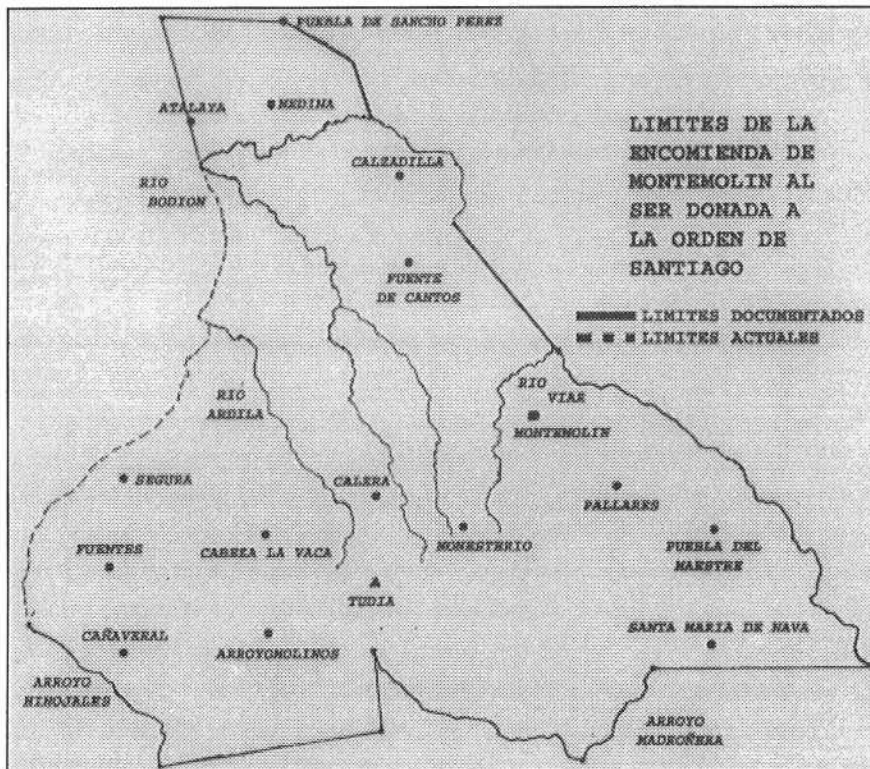 PUEBLA DE SANCHO PEREZ
ATALAYA
MEDINA
LIMITES DE LA
ENCOMIENDA DE
MONTEMOLIN AL
SER DONADA A
LA ORDEN DE
SANTIAGO
CALZADILLA
RIO
BODION
FUENTE
DE CANTOS
LIMITES DOCUMENTADOS
LIMITES ACTUALES
RIO
ARDILA
RIO
VIAR
MONTEMOLIN
SEGURA
CALERA
PALLARES
FUENTES
CABEZA LA VACA
MONESTERIO
PUEBLA DEL
MAESTRE
TUDIA
CAÑAVERAL
ARROYOMOLINOS
SANTA MARIA DE NAVA
ARROYO
HINOJALES
ARROYO
MADROÑERA